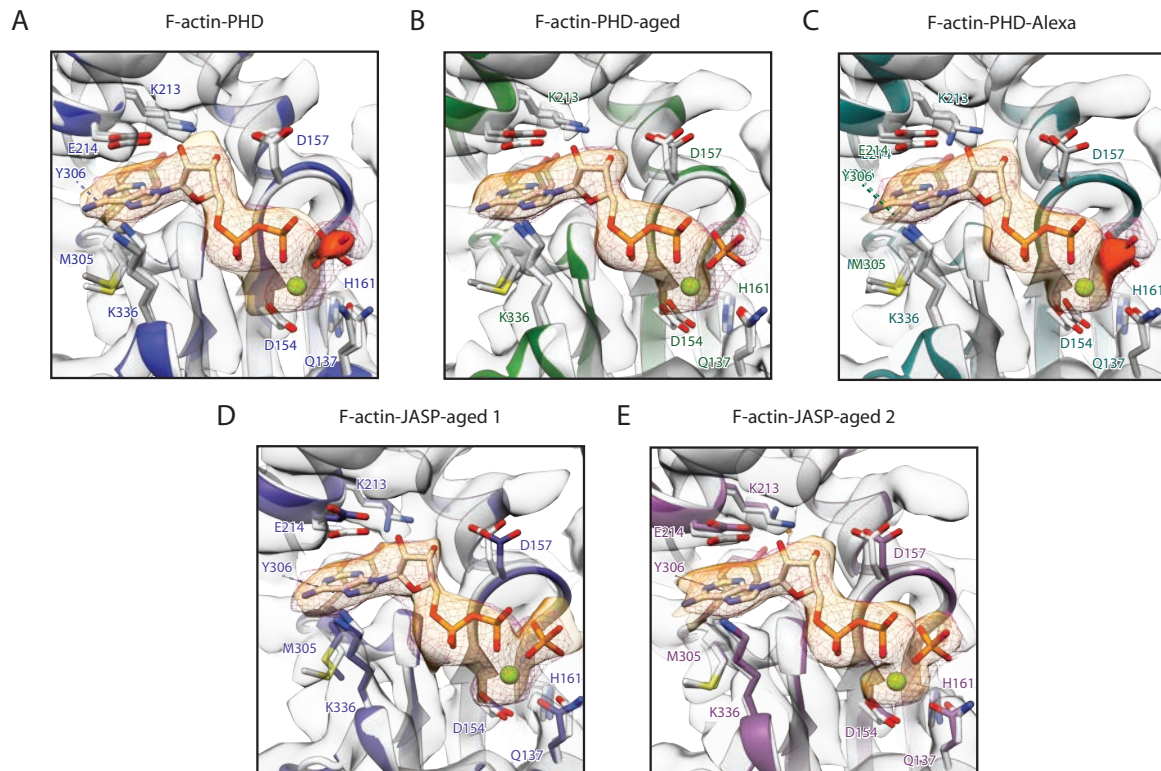 A
F-actin-PHD
K213
D157
E214
Y306
M305
K336
H161
D154
Q137
B
F-actin-PHD-aged
K213
D157
K336
H161
D154
Q137
C
F-actin-PHD-Alexa
K213
D157
E214
Y306
M305
K336
H161
D154
Q137
D
F-actin-JASP-aged 1
K213
E214
D157
Y306
M305
H161
K336
D154
Q137
E
F-actin-JASP-aged 2
K213
E214
D157
Y306
M305
H161
K336
D154
Q137